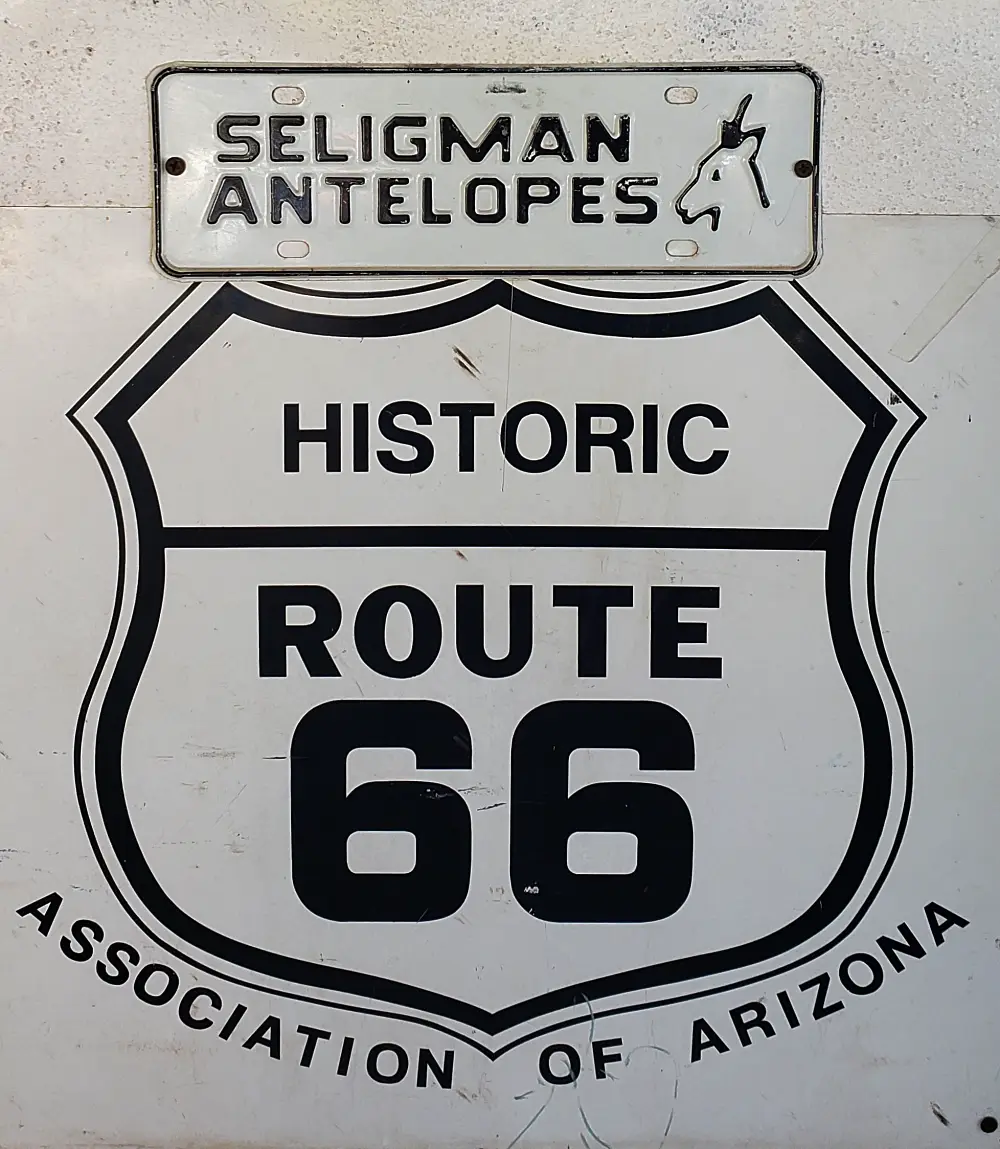 SELIGMAN
ANTELOPES
HISTORIC
ROUTE
66
ASSOCIATION OF ARIZONA